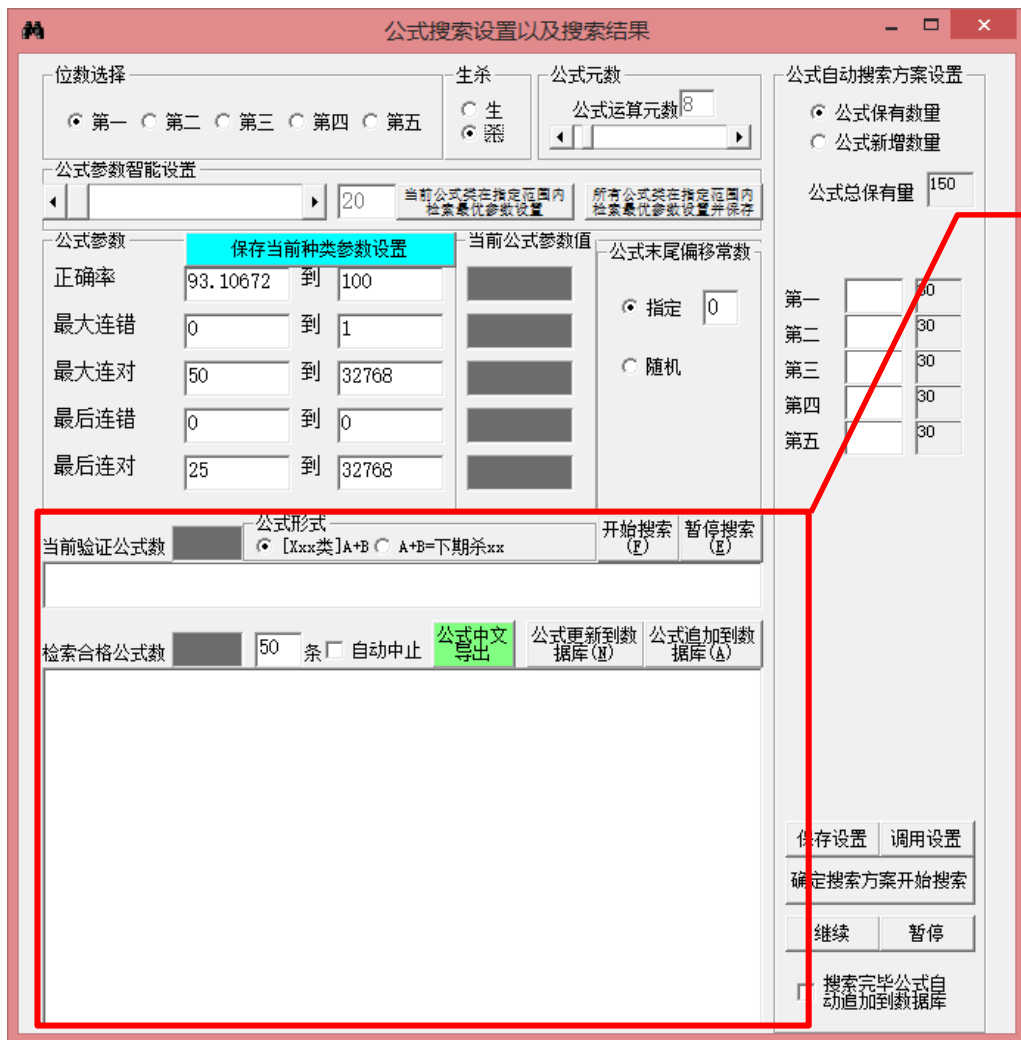 公式搜索设置以及搜索结果
位数选择
第一 第二 第三 第四 第五
生杀
生
杀
公式元数
公式运算元数 8
公式参数智能设置
20
当前公式类在指定范围内
检索最优参数设置
所有公式类在指定范围内
检索最优参数设置并保存
公式参数
保存当前种类参数设置
当前公式参数值
正确率 93.10672 到 100
最大连错 0 到 1
最大连对 50 到 32768
最后连错 0 到 0
最后连对 25 到 32768
公式末尾偏移常数
指定 0
随机
公式自动搜索方案设置
公式保有数量
公式新增数量
公式总保有量 150
第一 30
第二 30
第三 30
第四 30
第五 30
当前验证公式数
公式形式
[Xxx类]A+B A+B=下期杀xx
开始搜索
(F)
暂停搜索
(E)
检索合格公式数 50 条 自动中止
公式中文
导出
公式更新到数
据库(N)
公式追加到数
据库(A)
保存设置 调用设置
确定搜索方案开始搜索
继续 暂停
搜索完毕公式自
动追加到数据库